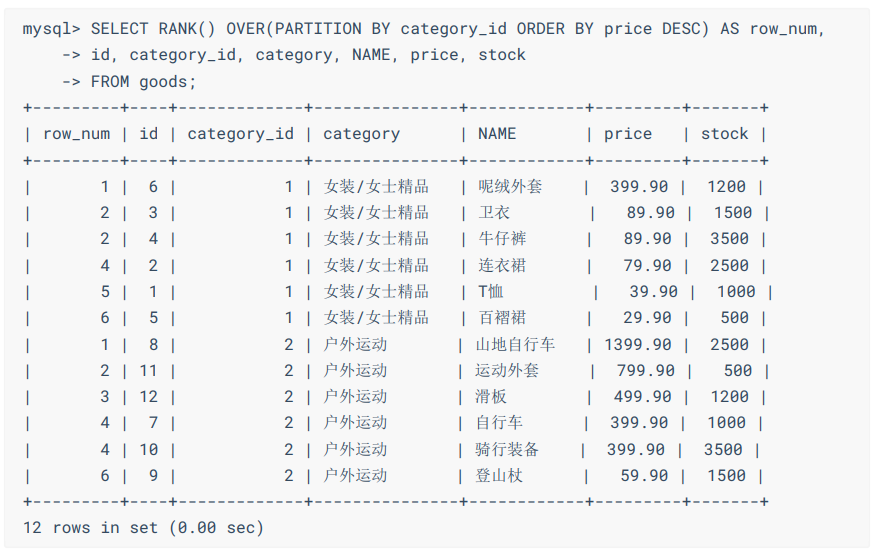 mysql> SELECT RANK() OVER(PARTITION BY category_id ORDER BY price DESC) AS row_num,
    -> id, category_id, category, NAME, price, stock
    -> FROM goods;
+---------+----+-------------+---------------+------------+---------+-------+
| row_num | id | category_id | category      | NAME       | price   | stock |
+---------+----+-------------+---------------+------------+---------+-------+
|       1 |  6 |           1 | 女装/女士精品   | 呢绒外套    |  399.90 |  1200 |
|       2 |  3 |           1 | 女装/女士精品   | 卫衣        |   89.90 |  1500 |
|       2 |  4 |           1 | 女装/女士精品   | 牛仔裤      |   89.90 |  3500 |
|       4 |  2 |           1 | 女装/女士精品   | 连衣裙      |   79.90 |  2500 |
|       5 |  1 |           1 | 女装/女士精品   | T恤         |   39.90 |  1000 |
|       6 |  5 |           1 | 女装/女士精品   | 百褶裙      |   29.90 |   500 |
|       1 |  8 |           2 | 户外运动       | 山地自行车   | 1399.90 |  2500 |
|       2 | 11 |           2 | 户外运动       | 运动外套     |  799.90 |   500 |
|       3 | 12 |           2 | 户外运动       | 滑板        |  499.90 |  1200 |
|       4 |  7 |           2 | 户外运动       | 自行车      |  399.90 |  1000 |
|       4 | 10 |           2 | 户外运动       | 骑行装备    |  399.90 |  3500 |
|       6 |  9 |           2 | 户外运动       | 登山杖      |   59.90 |  1500 |
+---------+----+-------------+---------------+------------+---------+-------+
12 rows in set (0.00 sec)